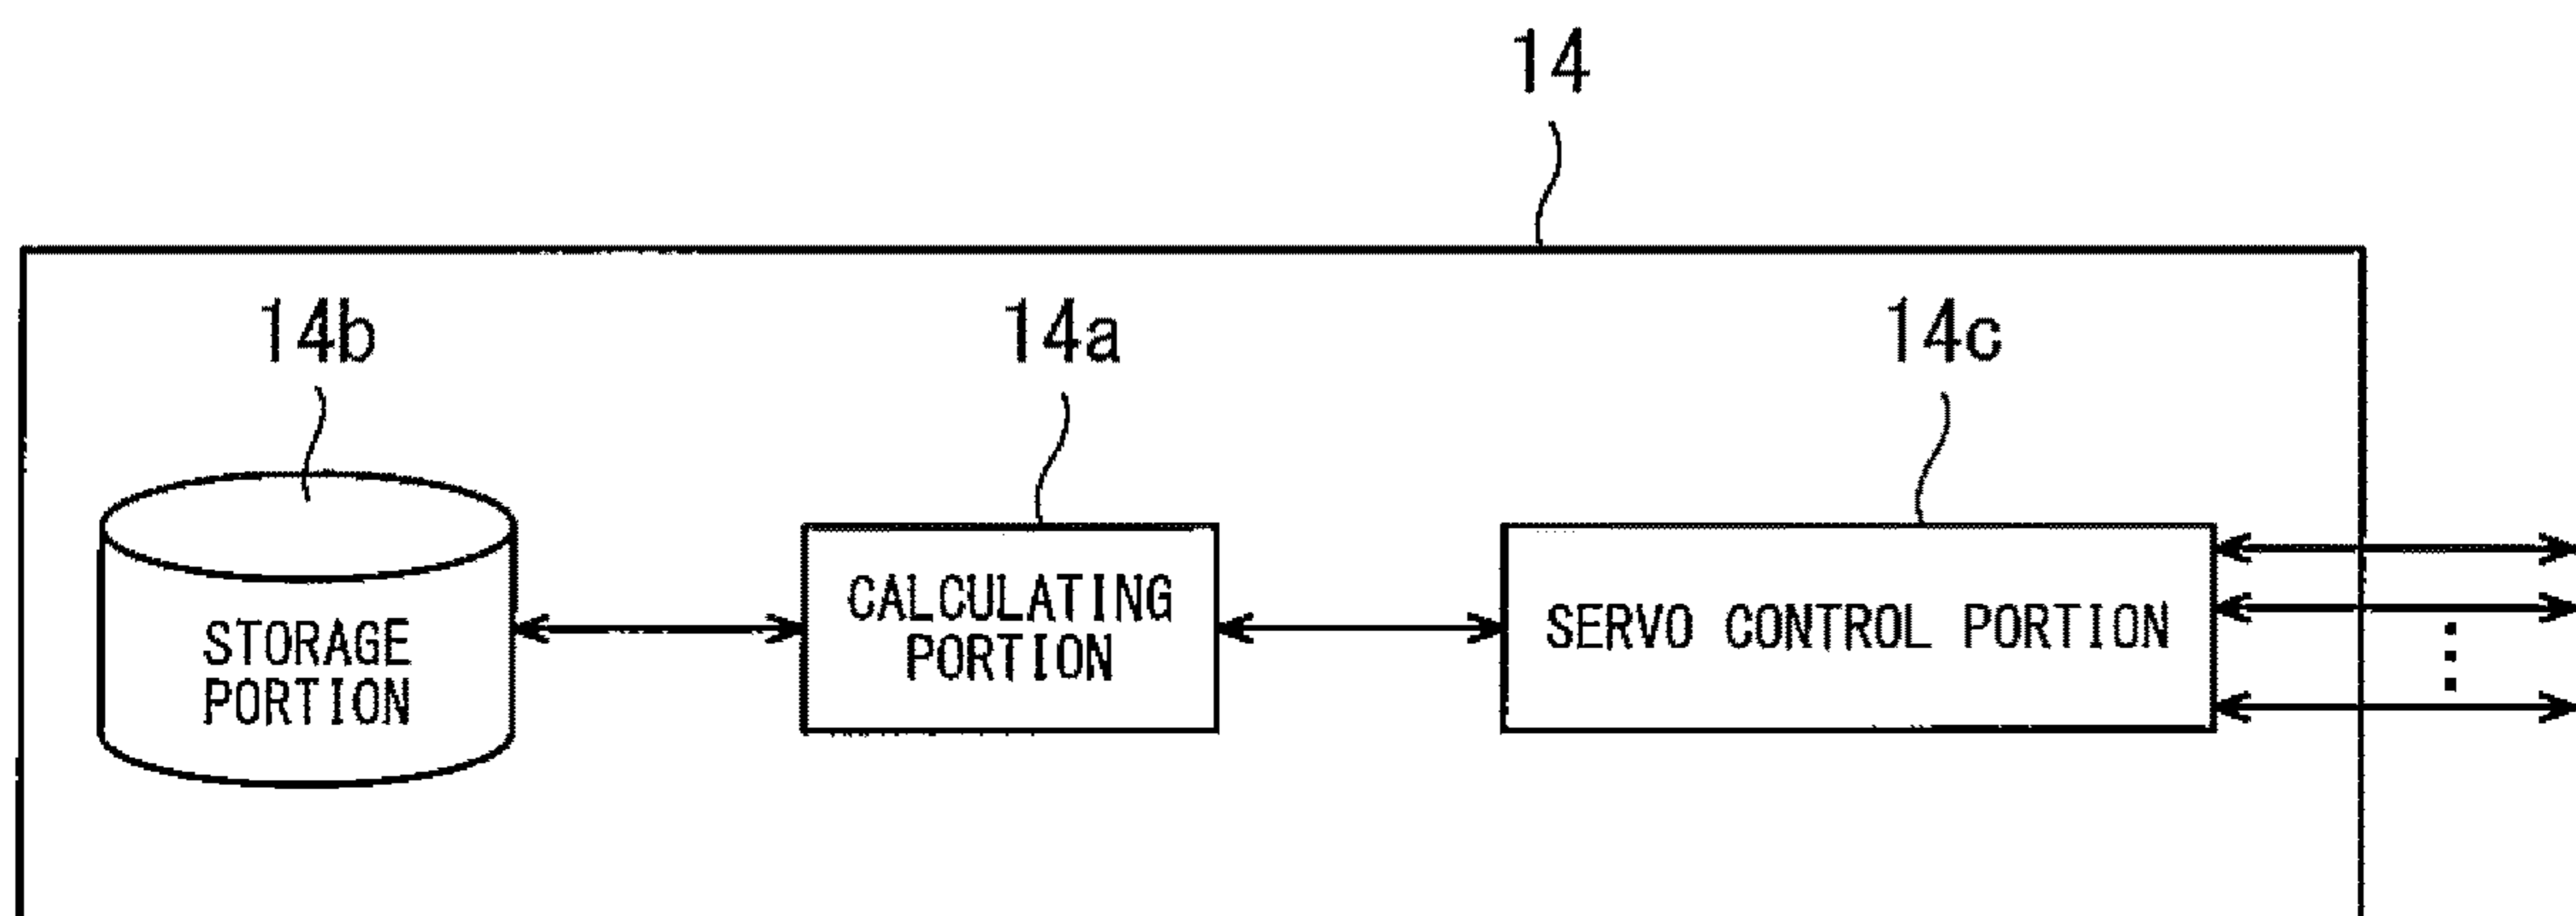 14
14b
14a
14c
STORAGE
PORTION
CALCULATING
PORTION
SERVO CONTROL PORTION